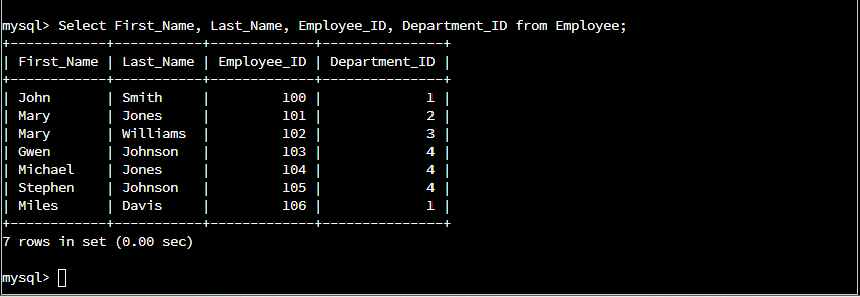 mysql> Select First_Name, Last_Name, Employee_ID, Department_ID from Employee;
+------------+-----------+-------------+---------------+
| First_Name | Last_Name | Employee_ID | Department_ID |
+------------+-----------+-------------+---------------+
| John       | Smith     |         100 |             1 |
| Mary       | Jones     |         101 |             2 |
| Mary       | Williams  |         102 |             3 |
| Gwen       | Johnson   |         103 |             4 |
| Michael    | Jones     |         104 |             4 |
| Stephen    | Johnson   |         105 |             4 |
| Miles      | Davis     |         106 |             1 |
+------------+-----------+-------------+---------------+
7 rows in set (0.00 sec)
mysql>